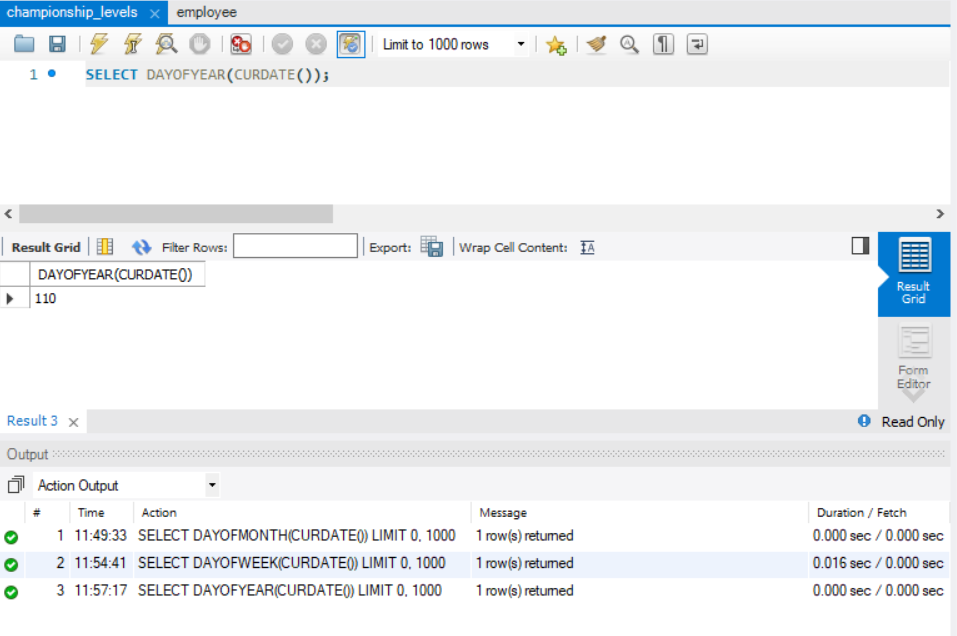 championship_levels × employee
Limit to 1000 rows
1 SELECT DAYOFYEAR(CURDATE());
Result Grid Filter Rows: Export: Wrap Cell Content: IA
DAYOFYEAR(CURDATE())
110
Result
Grid
Form
Editor
Result 3 × Read Only
Output
Action Output
# Time Action Message Duration / Fetch
1 11:49:33 SELECT DAYOFMONTH(CURDATE()) LIMIT 0, 1000 1 row(s) returned 0.000 sec / 0.000 sec
2 11:54:41 SELECT DAYOFWEEK(CURDATE()) LIMIT 0, 1000 1 row(s) returned 0.016 sec / 0.000 sec
3 11:57:17 SELECT DAYOFYEAR(CURDATE()) LIMIT 0, 1000 1 row(s) returned 0.000 sec / 0.000 sec